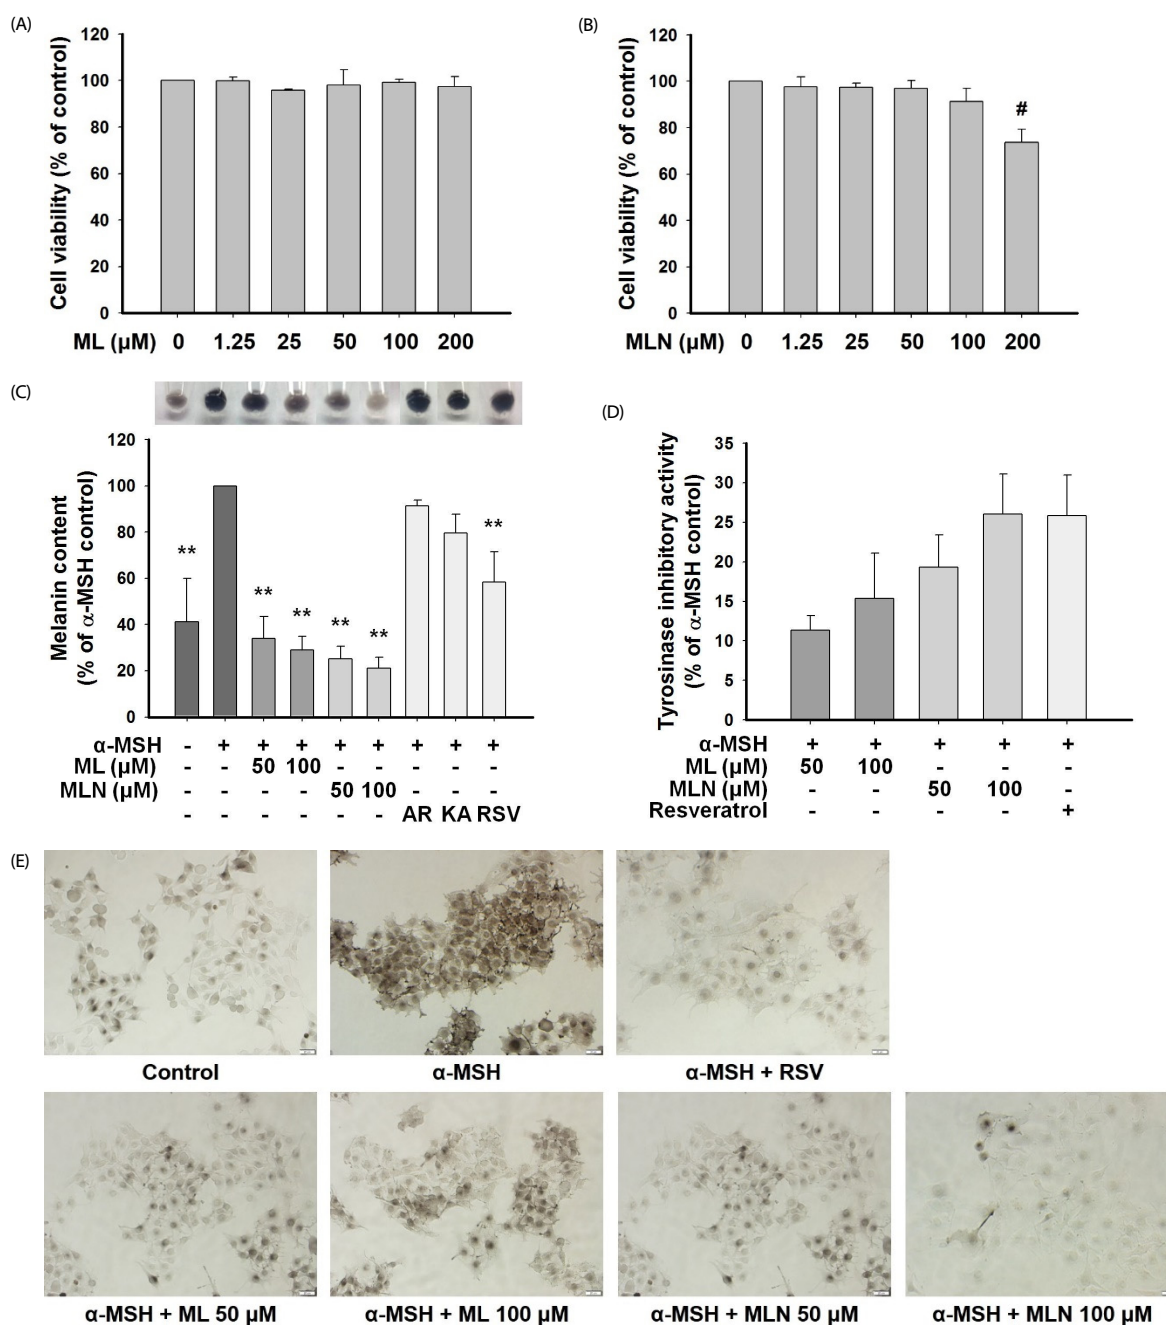 (A)
Cell viability (% of control)
120
100
80
60
40
20
0
ML (µM) 0 1.25 25 50 100 200
(B)
Cell viability (% of control)
120
100
80
60
40
20
0
#
MLN (µM) 0 1.25 25 50 100 200
(C)
Melanin content
(% of α-MSH control)
120
100
80
60
40
20
0
** ** ** ** ** **
α-MSH - + + + + + + + +
ML (µM) - - 50 100 - - - - -
MLN (µM) - - - - 50 100 - - -
- - - - - - AR KA RSV
(D)
Tyrosinase inhibitory activity
(% of α-MSH control)
35
30
25
20
15
10
5
0
α-MSH + + + + +
ML (µM) 50 100 - - -
MLN (µM) - - 50 100 -
Resveratrol - - - - +
(E)
Control α-MSH α-MSH + RSV
α-MSH + ML 50 µM α-MSH + ML 100 µM α-MSH + MLN 50 µM α-MSH + MLN 100 µM